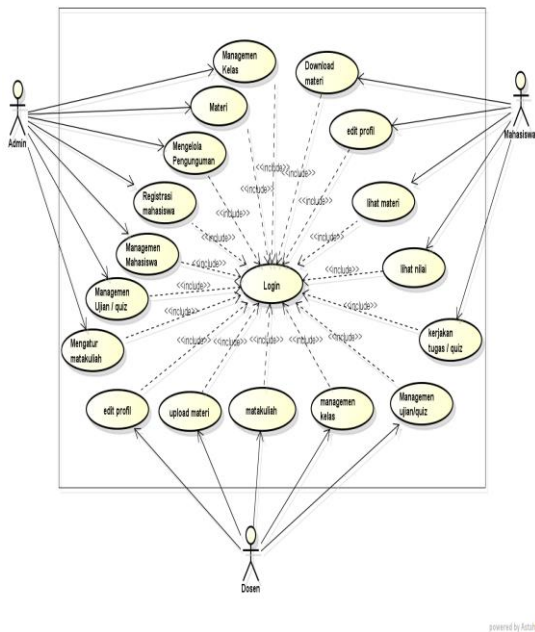 Managemen
Kelas
Download
materi
Admin
Materi
edit profil
Mahasiswa
Mengelola
Pengunguman
<<include>>
<<include>>
<<include>>
<<include>>
Registrasi
mahasiswa
lihat materi
<<include>>
<<include>>
<<include>>
<<include>>
Managemen
Mahasiswa
<<include>>
lihat nilai
<<include>>
Login
Managemen
Ujian / quiz
<<include>>
<<include>>
Mengatur
matakuliah
<<include>>
<<include>>
kerjakan
tugas / quiz
<<include>>
<<include>>
<<include>>
<<include>>
<<include>>
edit profil
upload materi
matakuliah
managemen
kelas
Managemen
ujian/quiz
Dosen
powered by Astah